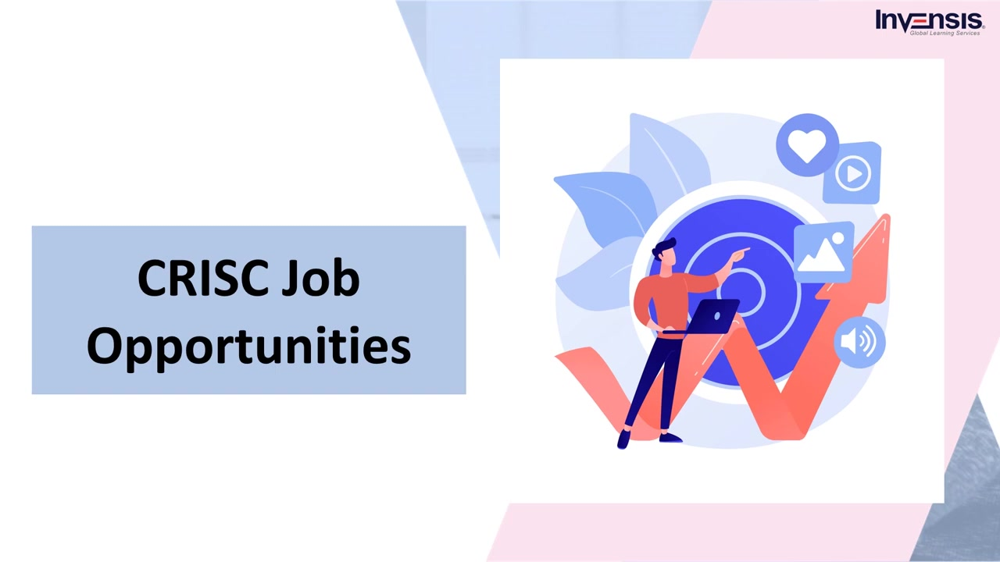 Invensis
Global Learning Services
CRISC Job
Opportunities